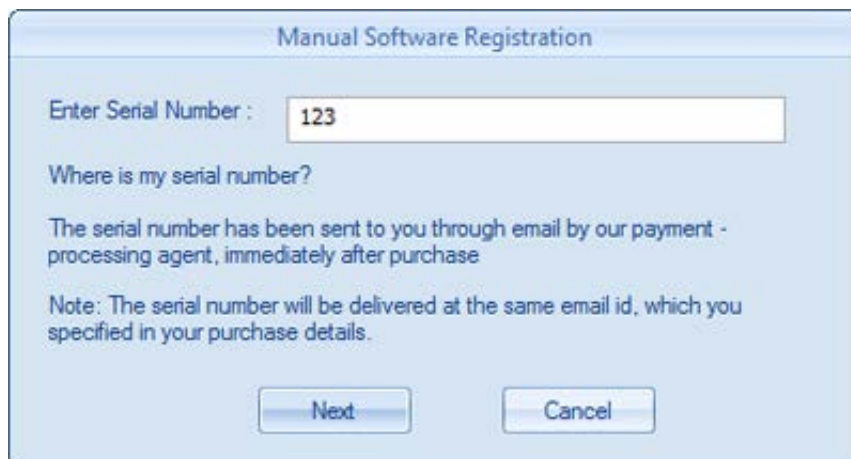 Manual Software Registration
Enter Serial Number : 123
Where is my serial number?
The serial number has been sent to you through email by our payment -
processing agent, immediately after purchase
Note: The serial number will be delivered at the same email id, which you
specified in your purchase details.
Next Cancel